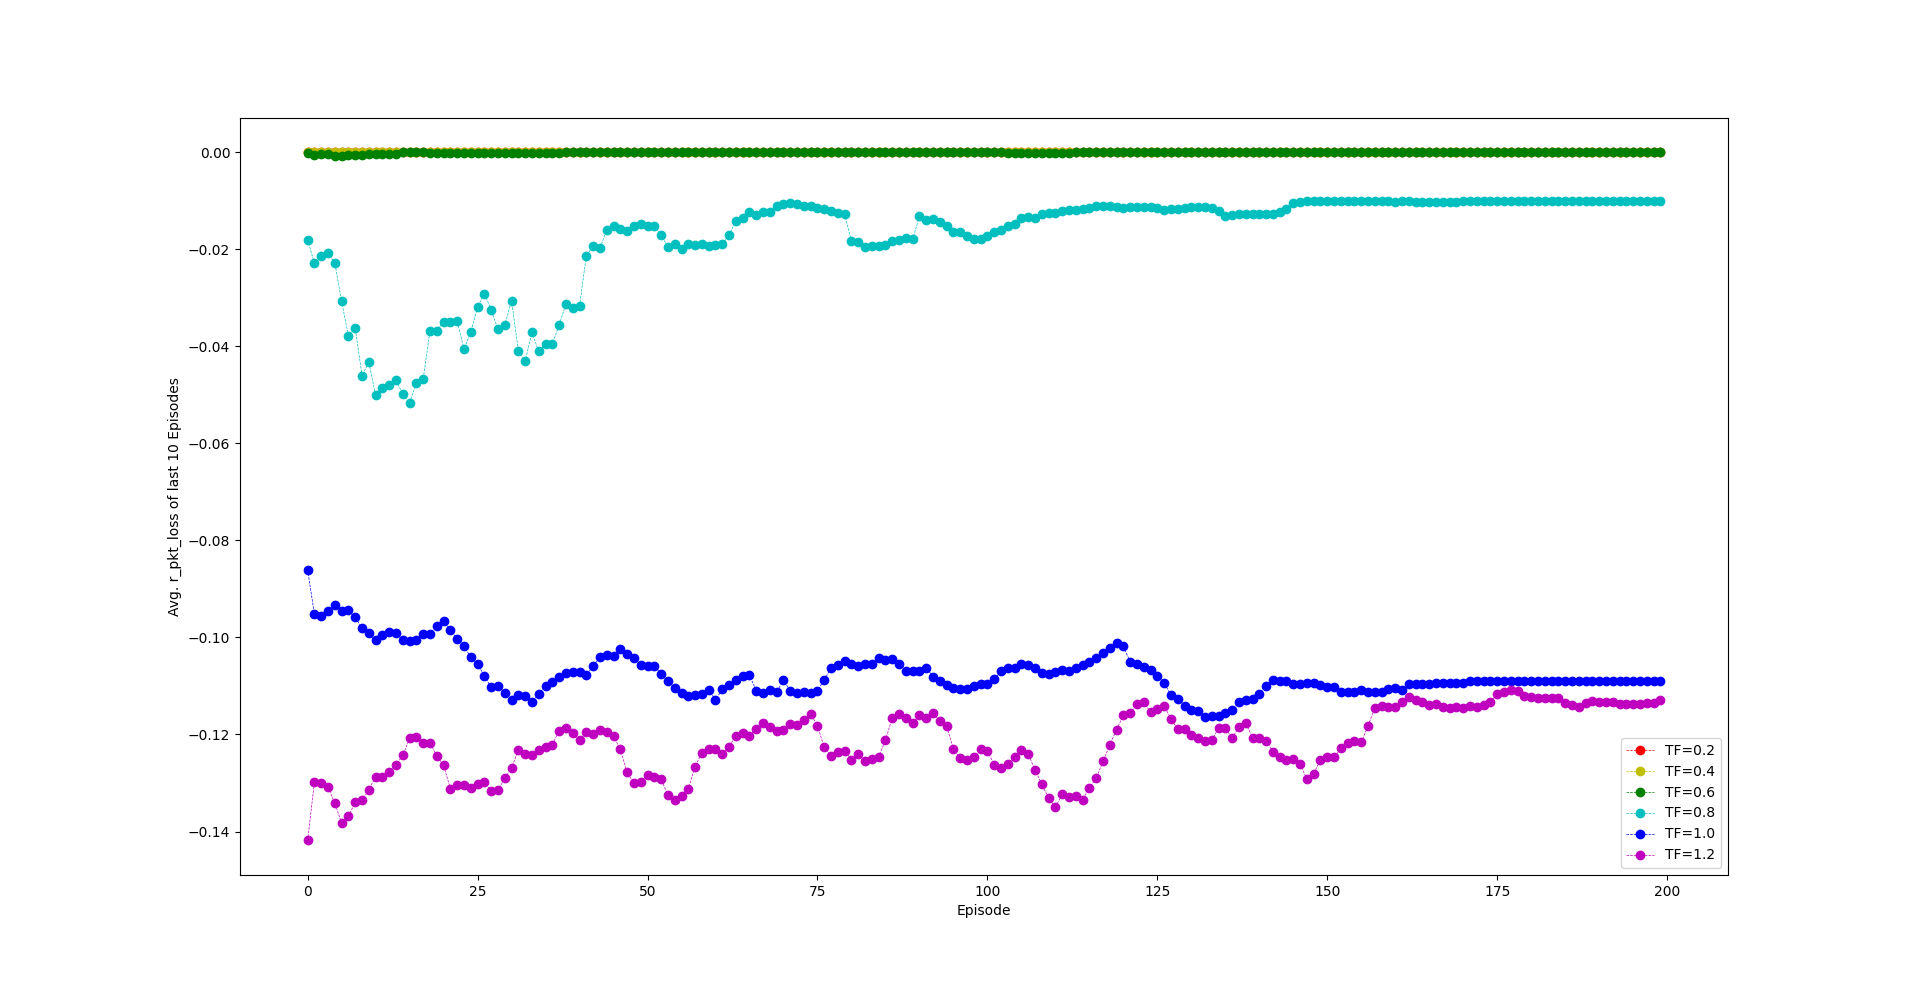 0.00
−0.02
−0.04
−0.06
−0.08
−0.10
−0.12
−0.14
Avg. r_pkt_loss of last 10 Episodes
0 25 50 75 100 125 150 175 200
Episode
TF=0.2
TF=0.4
TF=0.6
TF=0.8
TF=1.0
TF=1.2